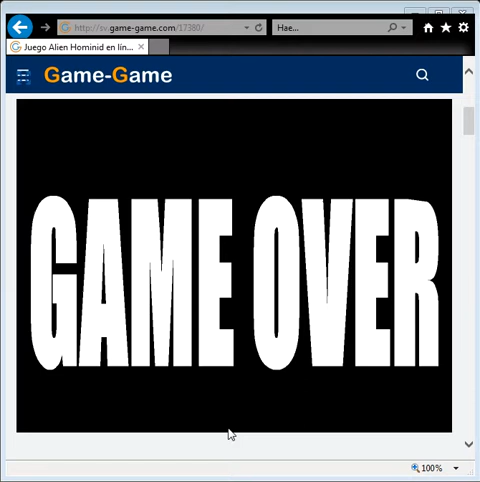 http://sv.game-game.com/17380/
Hae...
Juego Alien Hominid en lín...
Game-Game
GAME OVER
100%